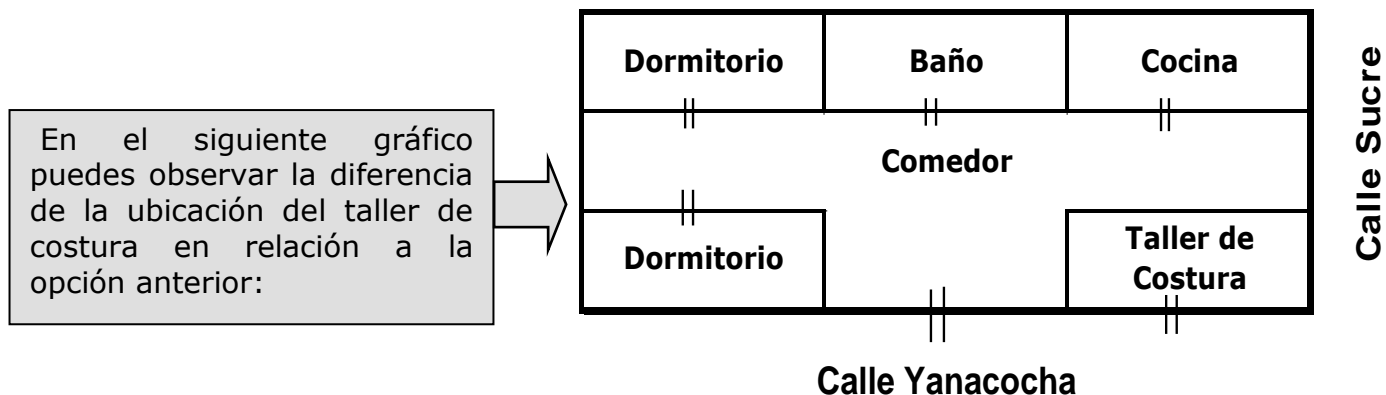 En el siguiente gráfico
puedes observar la diferencia
de la ubicación del taller de
costura en relación a la
opción anterior:
Dormitorio
Baño
Cocina
Comedor
Dormitorio
Taller de
Costura
Calle Sucre
Calle Yanacocha